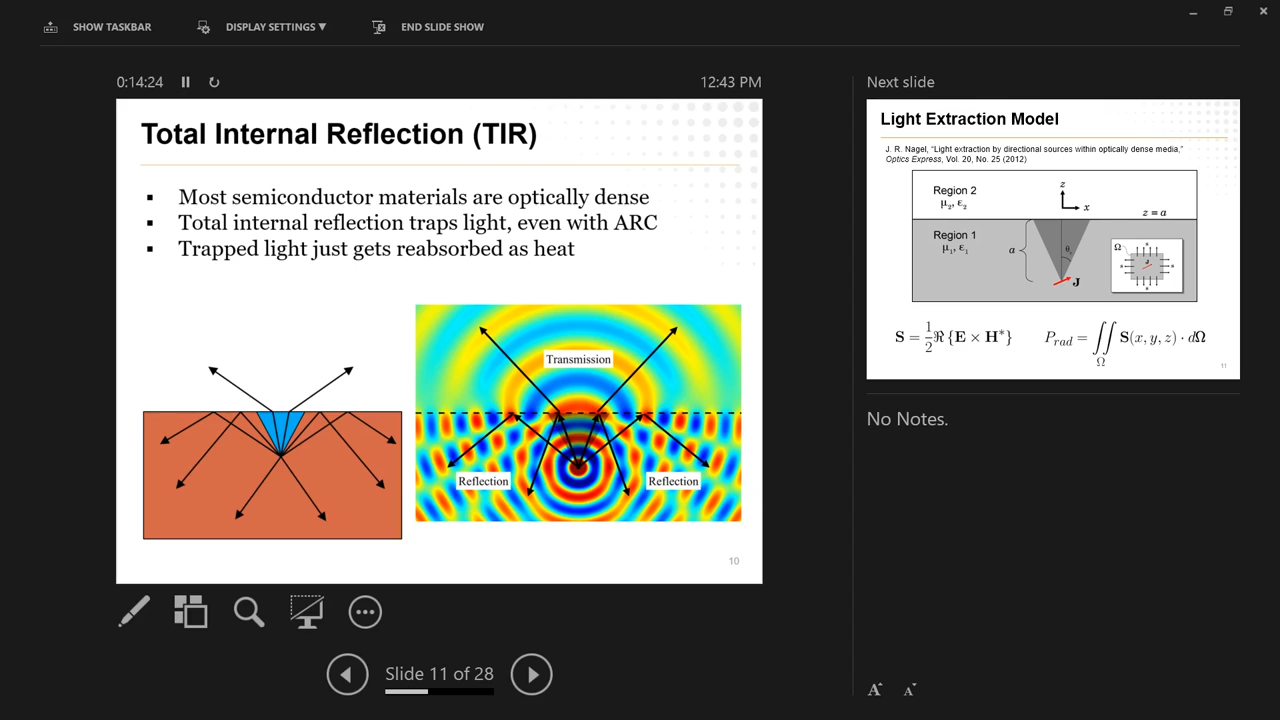 SHOW TASKBAR
DISPLAY SETTINGS ▼
END SLIDE SHOW
0:14:24
12:43 PM
Total Internal Reflection (TIR)
▪ Most semiconductor materials are optically dense
▪ Total internal reflection traps light, even with ARC
▪ Trapped light just gets reabsorbed as heat
Transmission
Reflection
Reflection
10
Slide 11 of 28
Next slide
Light Extraction Model
J. R. Nagel, “Light extraction by directional sources within optically dense media,”
Optics Express, Vol. 20, No. 25 (2012)
Region 2
μ₂, ε₂
z
x
z = a
Region 1
μ₁, ε₁
a
J
Ω
S = 1/2 ℜ {E × H*}
P_rad = ∬_Ω S(x, y, z) · dΩ
11
No Notes.
A
A